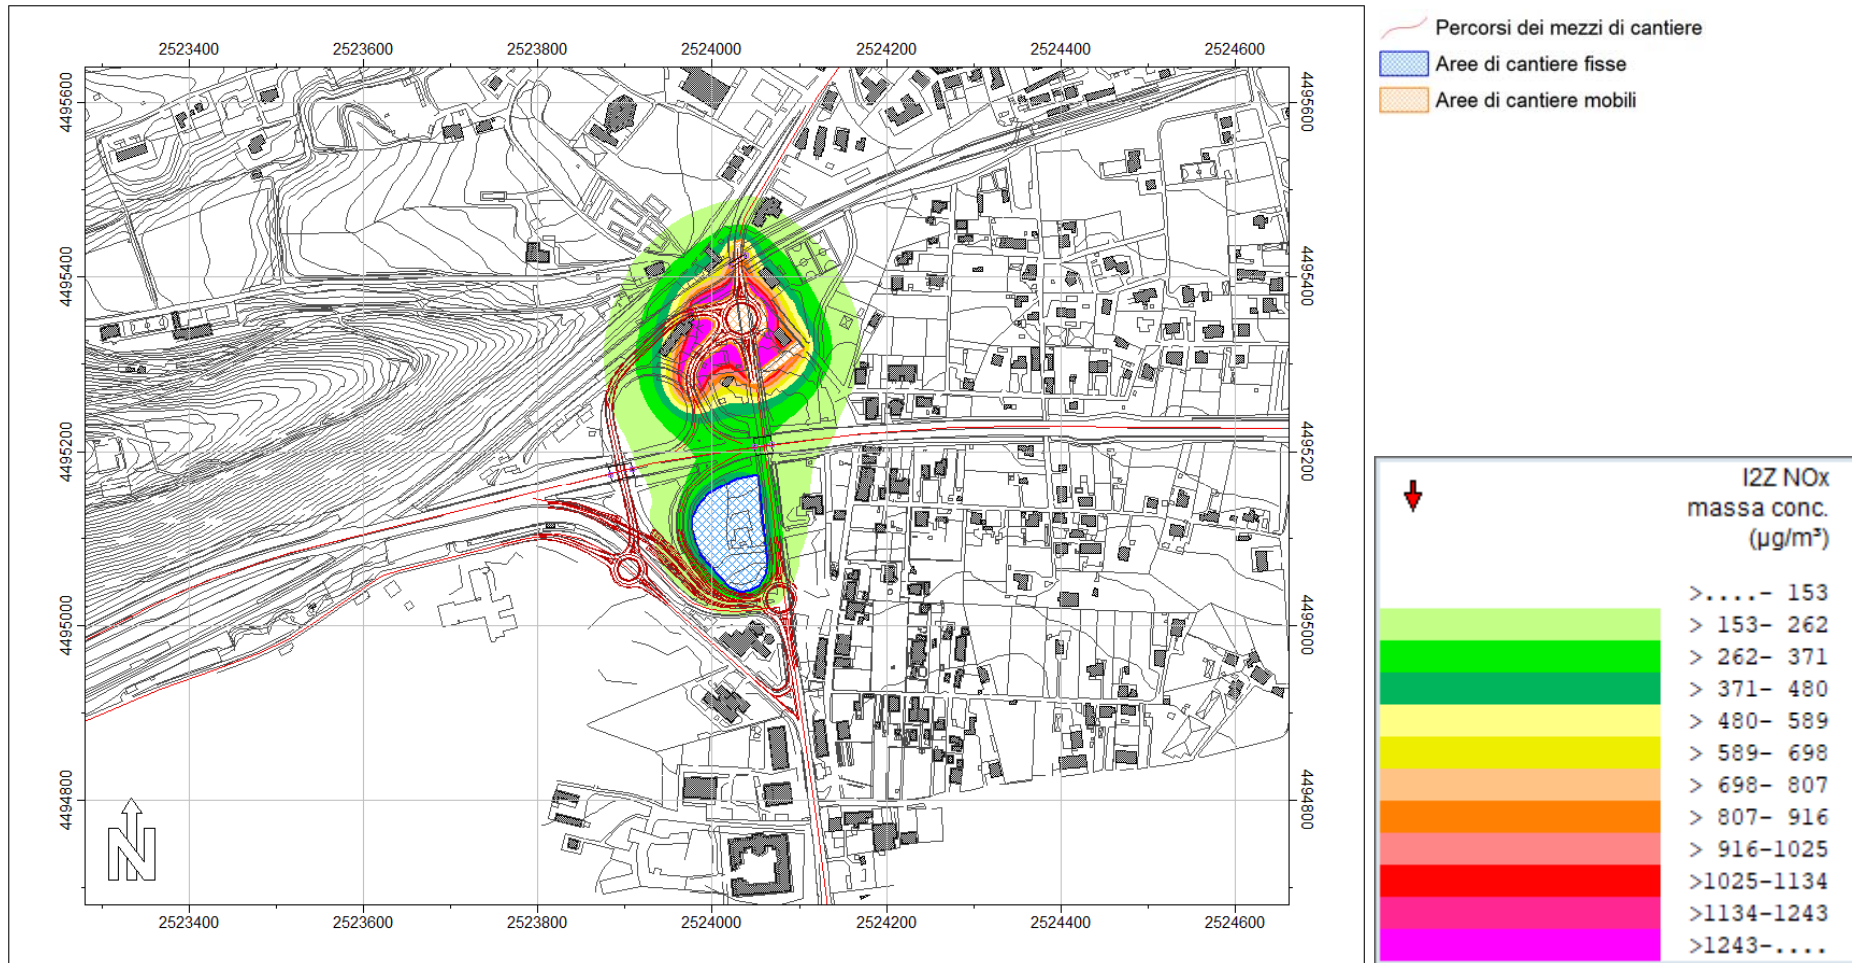 2523400 2523600 2523800 2524000 2524200 2524400 2524600
4495600 4495600
4495400 4495400
4495200 4495200
4495000 4495000
4494800 4494800
N
2523400 2523600 2523800 2524000 2524200 2524400 2524600
Percorsi dei mezzi di cantiere
Aree di cantiere fisse
Aree di cantiere mobili
I2Z NOx
massa conc.
(µg/m³)
>....- 153
> 153- 262
> 262- 371
> 371- 480
> 480- 589
> 589- 698
> 698- 807
> 807- 916
> 916-1025
>1025-1134
>1134-1243
>1243-....